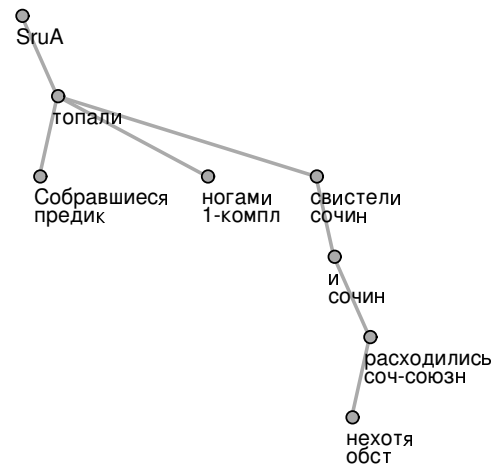 SruA
топали
Собравшиеся
предик
ногами
1-компл
свистели
сочин
и
сочин
расходились
соч-союзн
нехотя
обст